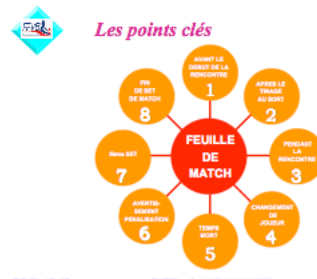 Les points clés
AVANT LE
DEBUT DE LA
RENCONTRE
1
APRES LE
TIRAGE
AU SORT
2
PENDANT
LA
RENCONTRE
3
CHANGEMENT
DE
JOUEUR
4
TEMPS
MORT
5
AVERTIS-
SEMENT
PENALISATION
6
5ème SET
7
FIN
DE SET
DE MATCH
8
FEUILLE
DE
MATCH